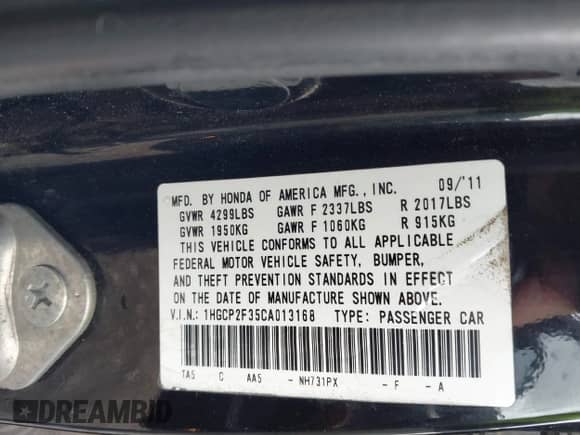 MFD. BY HONDA OF AMERICA MFG., INC. 09/'11
GVWR 4299LBS GAWR F 2337LBS R 2017LBS
GVWR 1950KG GAWR F 1060KG R 915KG
THIS VEHICLE CONFORMS TO ALL APPLICABLE
FEDERAL MOTOR VEHICLE SAFETY, BUMPER,
AND THEFT PREVENTION STANDARDS IN EFFECT
ON THE DATE OF MANUFACTURE SHOWN ABOVE.
V.I.N.: 1HGCP2F35CA013168 TYPE: PASSENGER CAR
TA5 C AA5 - NH731PX - F - A
DREAMBID